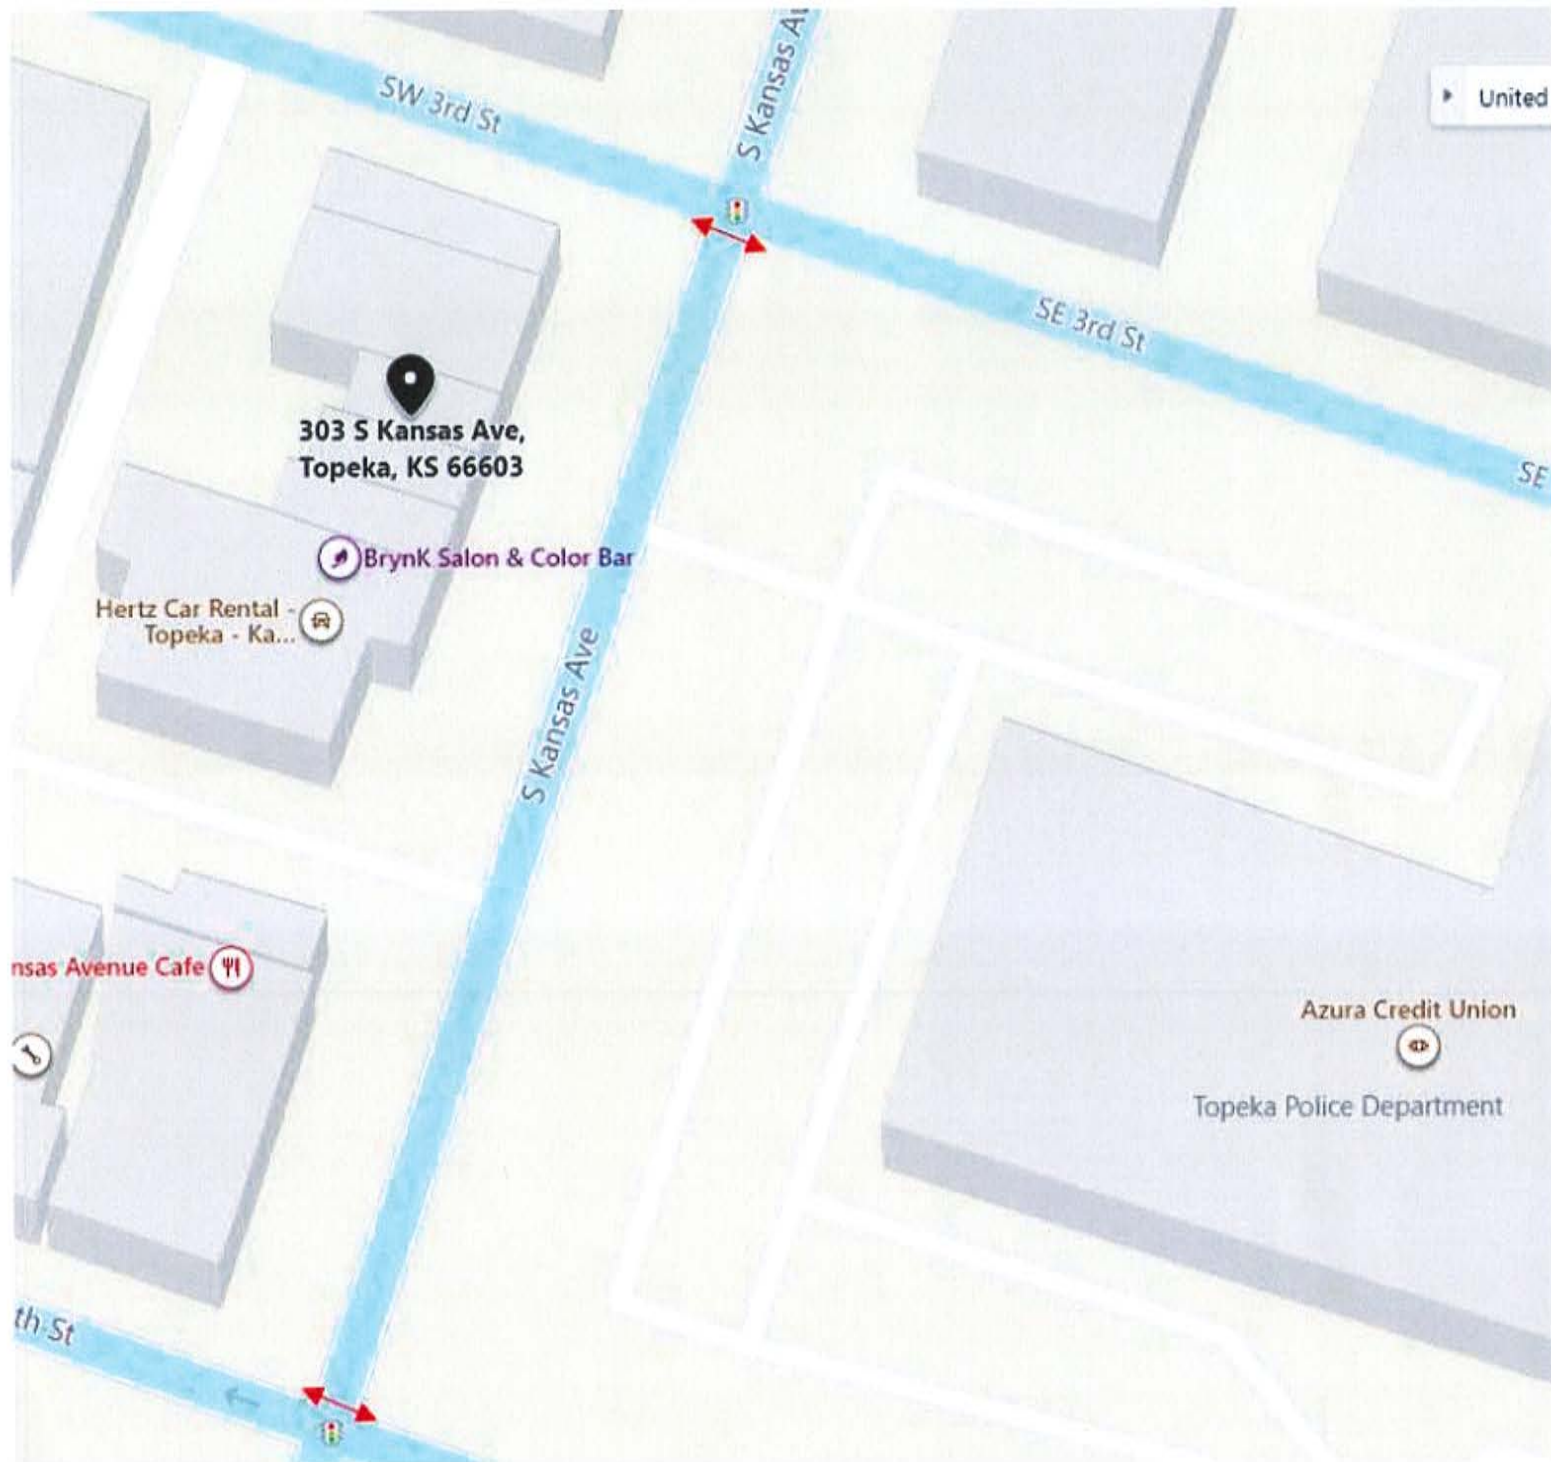 S Kansas Av
SW 3rd St
United
SE 3rd St
303 S Kansas Ave,
Topeka, KS 66603
SE
BrynK Salon & Color Bar
Hertz Car Rental -
Topeka - Ka...
S Kansas Ave
nsas Avenue Cafe
Azura Credit Union
Topeka Police Department
th St